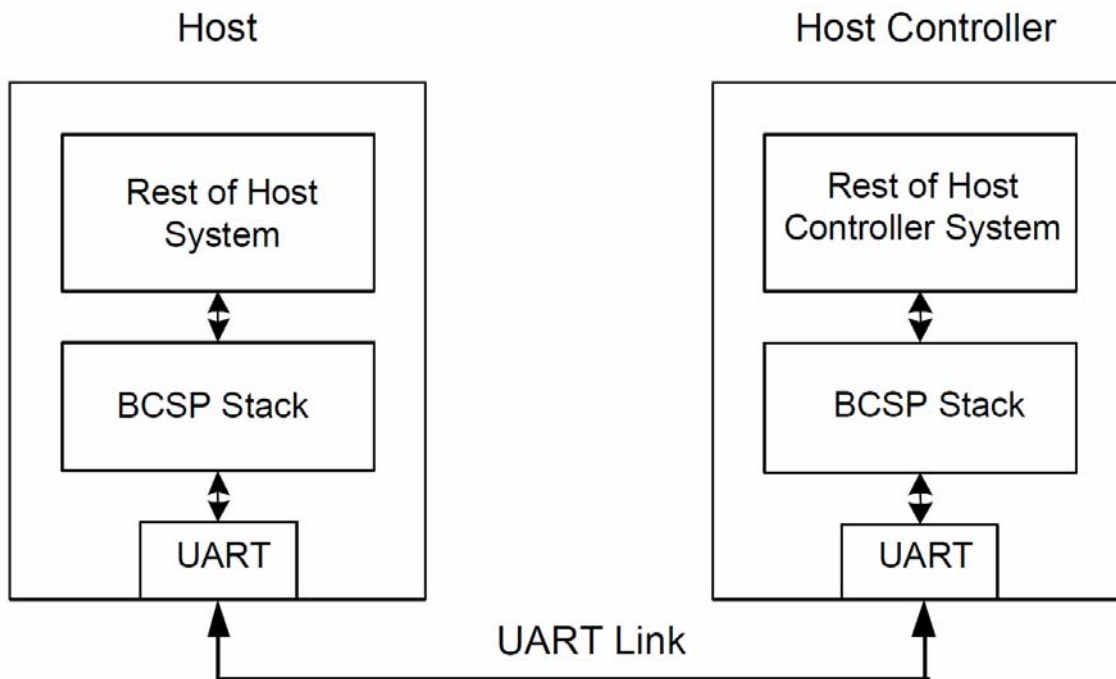 Host
Host Controller
Rest of Host
System
Rest of Host
Controller System
BCSP Stack
BCSP Stack
UART
UART
UART Link